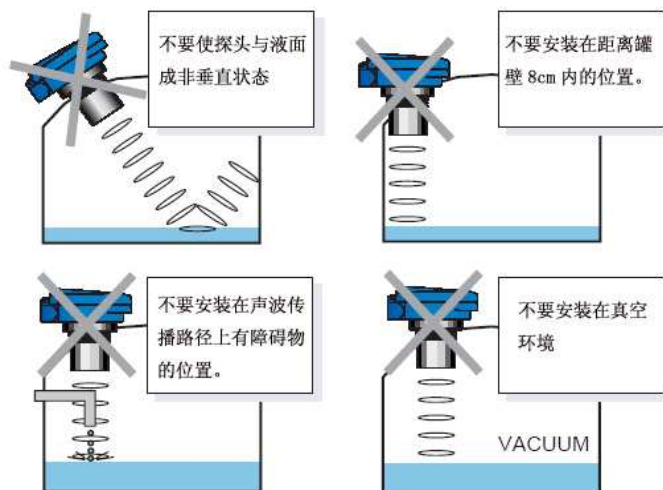 不要使探头与液面
成非垂直状态
不要安装在距离罐
壁 8cm 内的位置。
不要安装在声波传
播路径上有障碍物
的位置。
不要安装在真空
环境
VACUUM